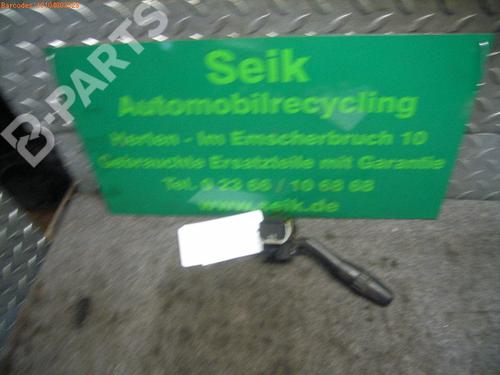 B-PARTS
Seik
Automobilrecycling
Herten - Im Emscherbruch 10
Gebrauchte Ersatzteile mit Garantie
Tel. 0 23 66 / 10 68 68
www.seik.de